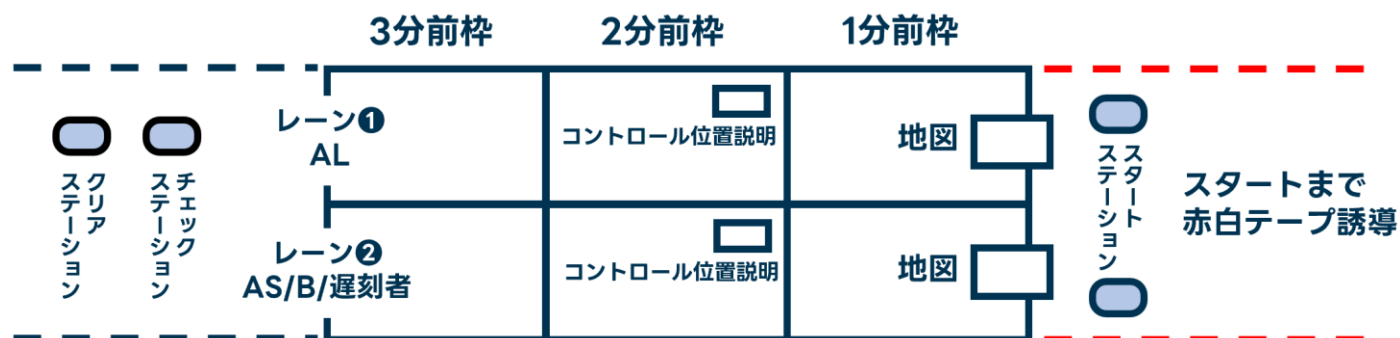 3分前枠
2分前枠
1分前枠
クリア
ステーション
チェック
ステーション
レーン❶
AL
コントロール位置説明
地図
レーン❷
AS/B/遅刻者
コントロール位置説明
地図
スタート
ステーション
スタートまで
赤白テープ誘導